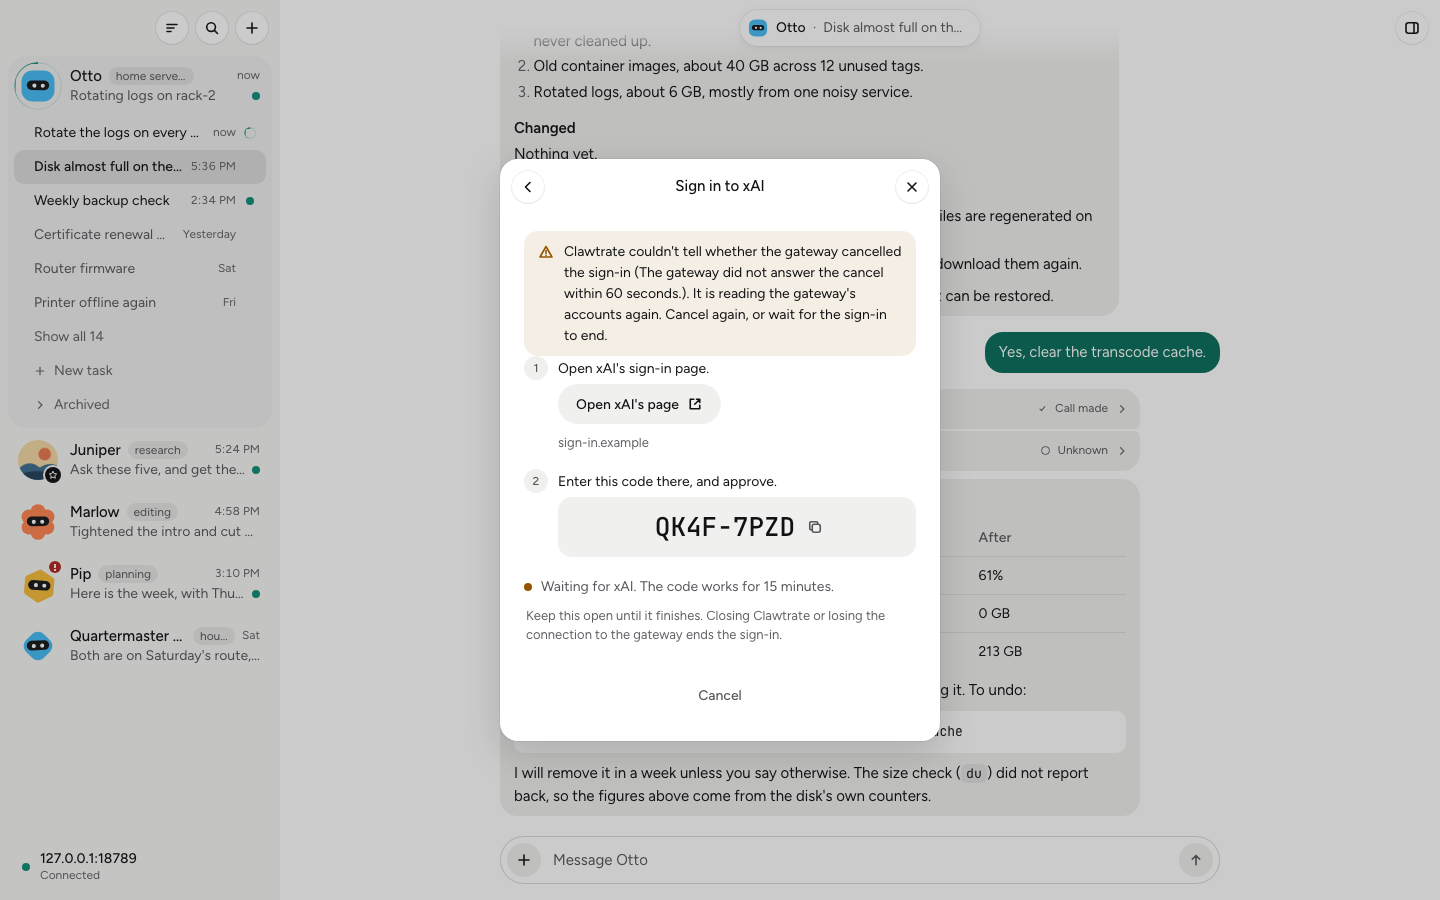 Otto
home serve...
now
Rotating logs on rack-2
Rotate the logs on every ...
now
Disk almost full on the...
5:36 PM
Weekly backup check
2:34 PM
Certificate renewal ...
Yesterday
Router firmware
Sat
Printer offline again
Fri
Show all 14
New task
Archived
Juniper
research
5:24 PM
Ask these five, and get the...
Marlow
editing
4:58 PM
Tightened the intro and cut ...
Pip
planning
3:10 PM
Here is the week, with Thu...
Quartermaster ...
hou...
Sat
Both are on Saturday's route,...
127.0.0.1:18789
Connected
Otto · Disk almost full on th...
never cleaned up.
2. Old container images, about 40 GB across 12 unused tags.
3. Rotated logs, about 6 GB, mostly from one noisy service.
Changed
Nothing yet.
iles are regenerated on
download them again.
can be restored.
Yes, clear the transcode cache.
Call made
Unknown
After
61%
0 GB
213 GB
g it. To undo:
ache
I will remove it in a week unless you say otherwise. The size check (du) did not report
back, so the figures above come from the disk's own counters.
Message Otto
Sign in to xAI
Clawtrate couldn't tell whether the gateway cancelled
the sign-in (The gateway did not answer the cancel
within 60 seconds.). It is reading the gateway's
accounts again. Cancel again, or wait for the sign-in
to end.
1
Open xAI's sign-in page.
Open xAI's page
sign-in.example
2
Enter this code there, and approve.
QK4F-7PZD
Waiting for xAI. The code works for 15 minutes.
Keep this open until it finishes. Closing Clawtrate or losing the
connection to the gateway ends the sign-in.
Cancel